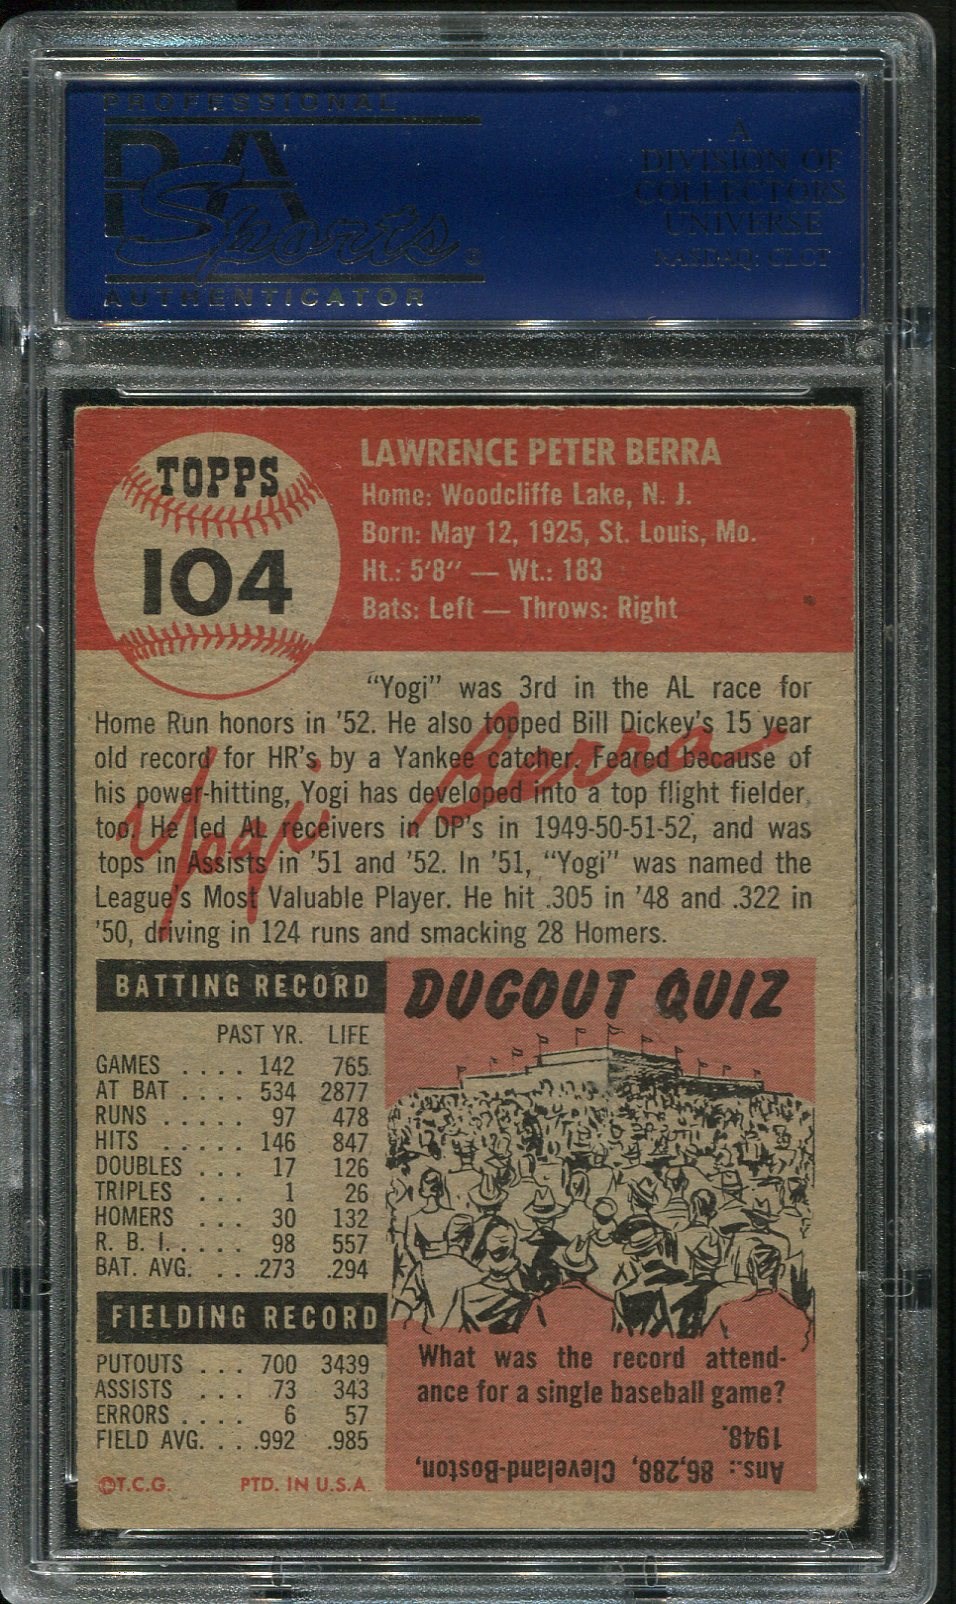 PROFESSIONAL
PSA
Sports®
AUTHENTICATOR
A
DIVISION OF
COLLECTORS
UNIVERSE
NASDAQ: CLCT
TOPPS
104
LAWRENCE PETER BERRA
Home: Woodcliffe Lake, N. J.
Born: May 12, 1925, St. Louis, Mo.
Ht.: 5'8" — Wt.: 183
Bats: Left — Throws: Right
"Yogi" was 3rd in the AL race for
Home Run honors in '52. He also topped Bill Dickey's 15 year
old record for HR's by a Yankee catcher. Feared because of
his power-hitting, Yogi has developed into a top flight fielder,
too. He led AL receivers in DP's in 1949-50-51-52, and was
tops in Assists in '51 and '52. In '51, "Yogi" was named the
League's Most Valuable Player. He hit .305 in '48 and .322 in
'50, driving in 124 runs and smacking 28 Homers.
Yogi Berra
BATTING RECORD
PAST YR. LIFE
GAMES .... 142 765
AT BAT .... 534 2877
RUNS ..... 97 478
HITS ..... 146 847
DOUBLES ... 17 126
TRIPLES ... 1 26
HOMERS ... 30 132
R. B. I. .... 98 557
BAT. AVG. ...273 .294
FIELDING RECORD
PUTOUTS ... 700 3439
ASSISTS ... 73 343
ERRORS .... 6 57
FIELD AVG. ...992 .985
©T.C.G. PTD. IN U.S.A.
DUGOUT QUIZ
What was the record attend-
ance for a single baseball game?
Ans.: 86,288, Cleveland-Boston,
1948.
PSA